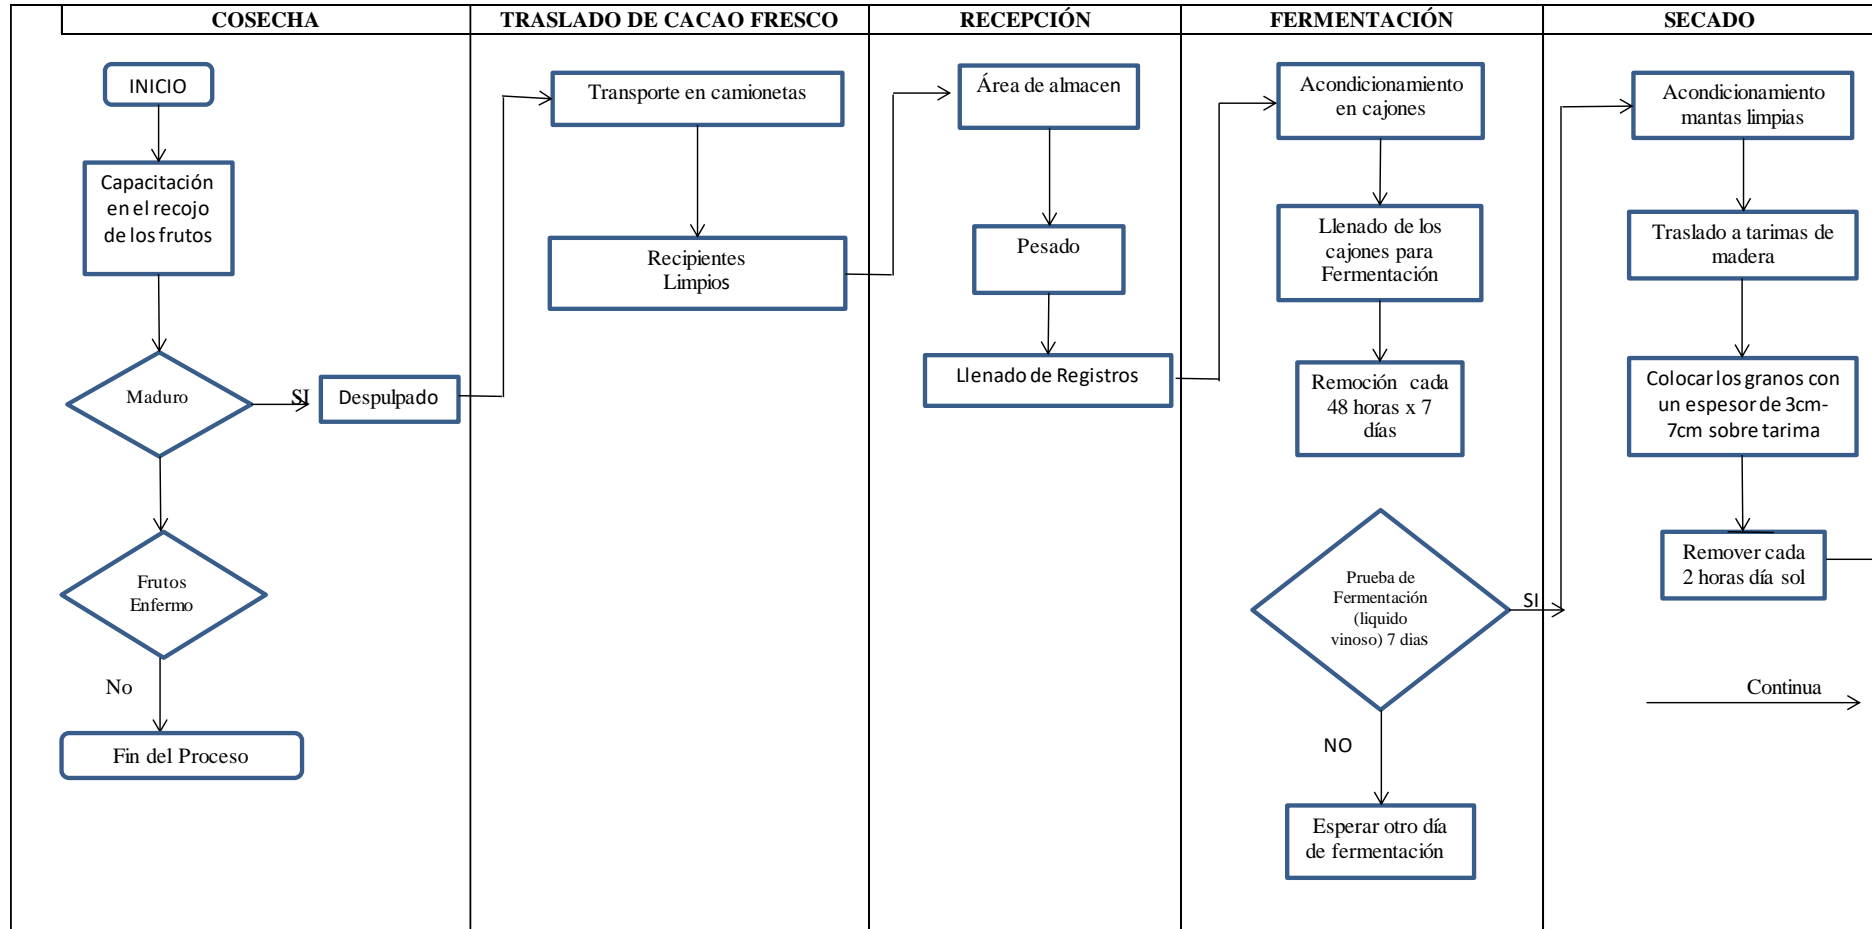 COSECHA
TRASLADO DE CACAO FRESCO
RECEPCIÓN
FERMENTACIÓN
SECADO
INICIO
Capacitación
en el recojo
de los frutos
Maduro
SI
Despulpado
Frutos
Enfermo
No
Fin del Proceso
Transporte en camionetas
Recipientes
Limpios
Área de almacen
Pesado
Llenado de Registros
Acondicionamiento
en cajones
Llenado de los
cajones para
Fermentación
Remoción cada
48 horas x 7
días
Prueba de
Fermentación
(liquido
vinoso) 7 dias
SI
NO
Esperar otro día
de fermentación
Acondicionamiento
mantas limpias
Traslado a tarimas de
madera
Colocar los granos con
un espesor de 3cm-
7cm sobre tarima
Remover cada
2 horas día sol
Continua